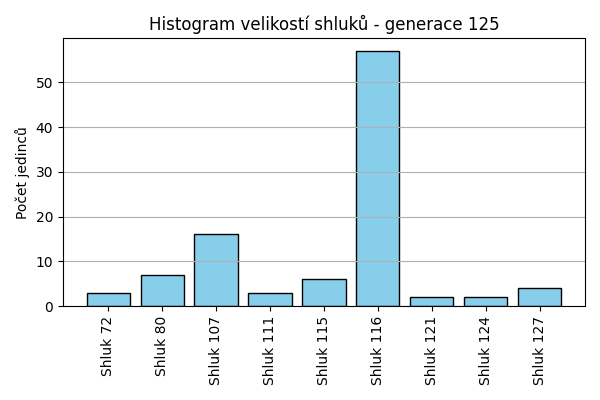 Histogram velikostí shluků - generace 125
Počet jedinců
50
40
30
20
10
0
Shluk 72
Shluk 80
Shluk 107
Shluk 111
Shluk 115
Shluk 116
Shluk 121
Shluk 124
Shluk 127